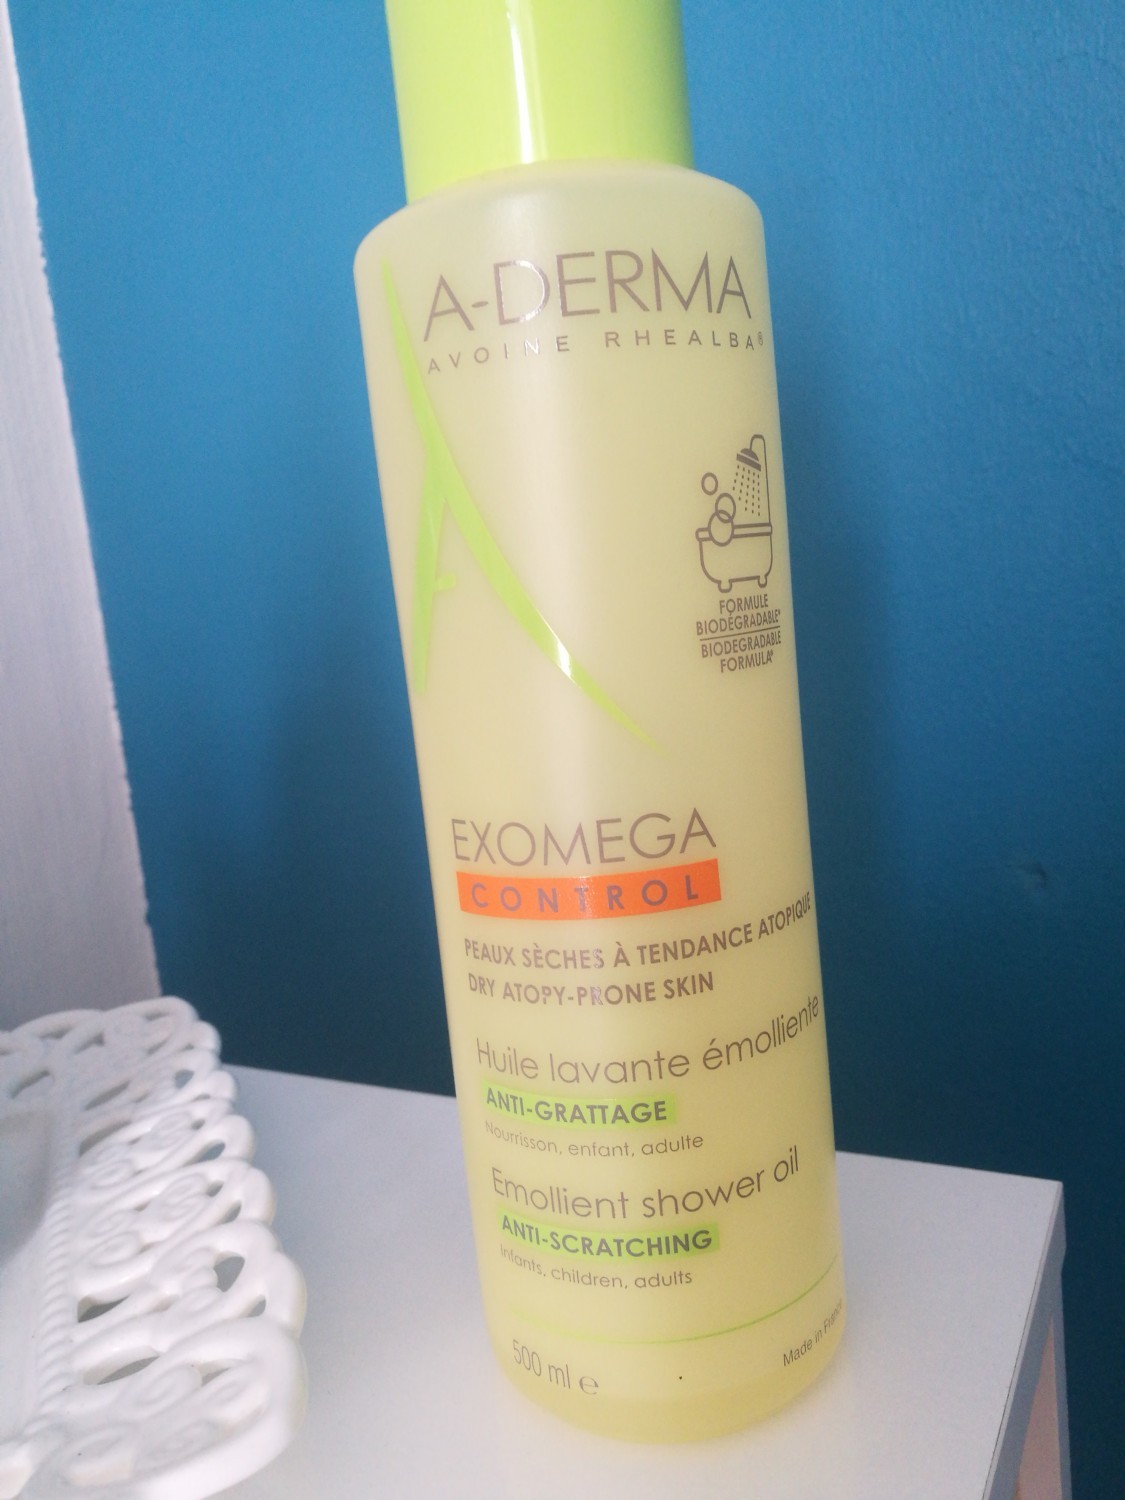 A-DERMA
AVOINE RHEALBA®
FORMULE
BIODÉGRADABLE*
BIODEGRADABLE
FORMULA*
EXOMEGA
CONTROL
PEAUX SÈCHES À TENDANCE ATOPIQUE
DRY ATOPY-PRONE SKIN
Huile lavante émolliente
ANTI-GRATTAGE
Nourrisson, enfant, adulte
Emollient shower oil
ANTI-SCRATCHING
Infants, children, adults
500 ml e
Made in France